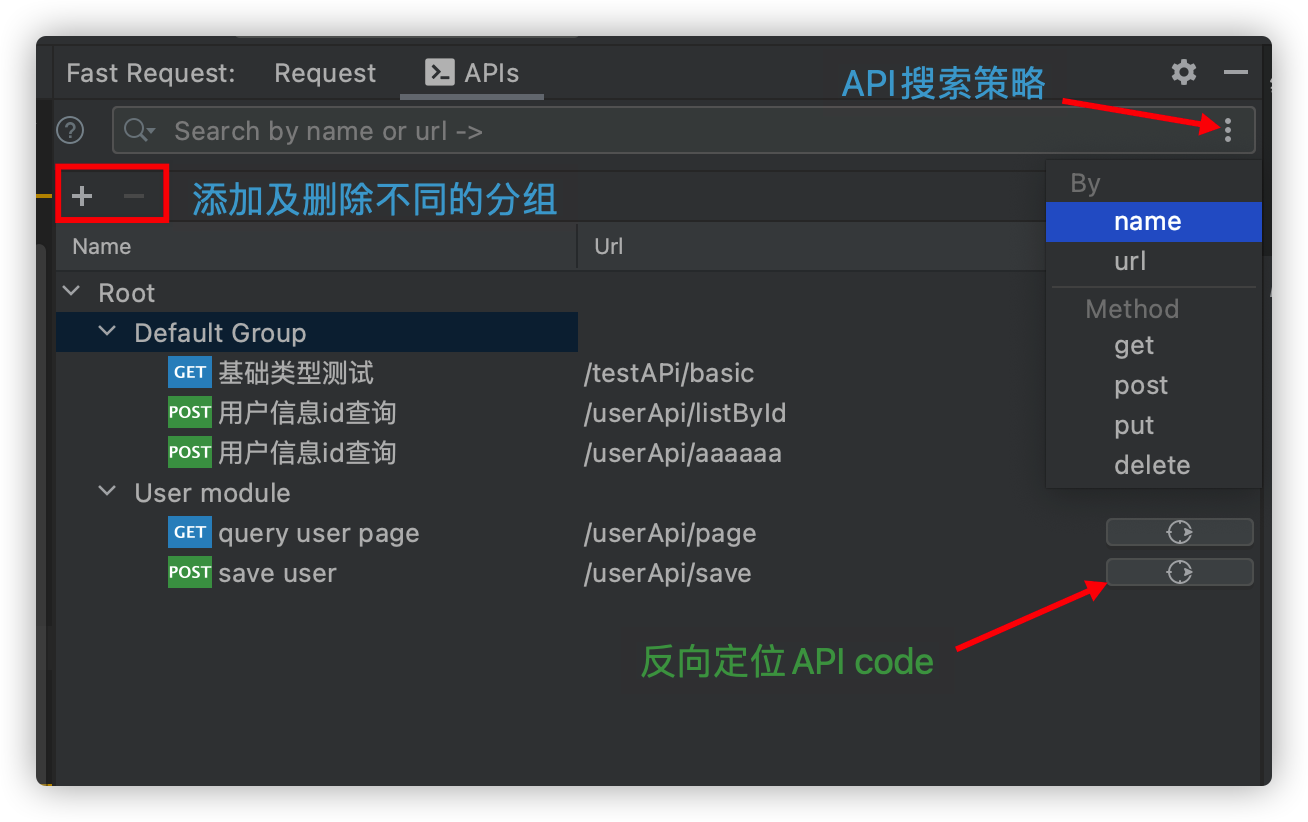 Fast Request: Request APIs
API搜索策略
Search by name or url ->
添加及删除不同的分组
By
name
url
Method
get
post
put
delete
Name Url
Root
Default Group
GET 基础类型测试 /testAPi/basic
POST 用户信息id查询 /userApi/listById
POST 用户信息id查询 /userApi/aaaaaa
User module
GET query user page /userApi/page
POST save user /userApi/save
反向定位API code